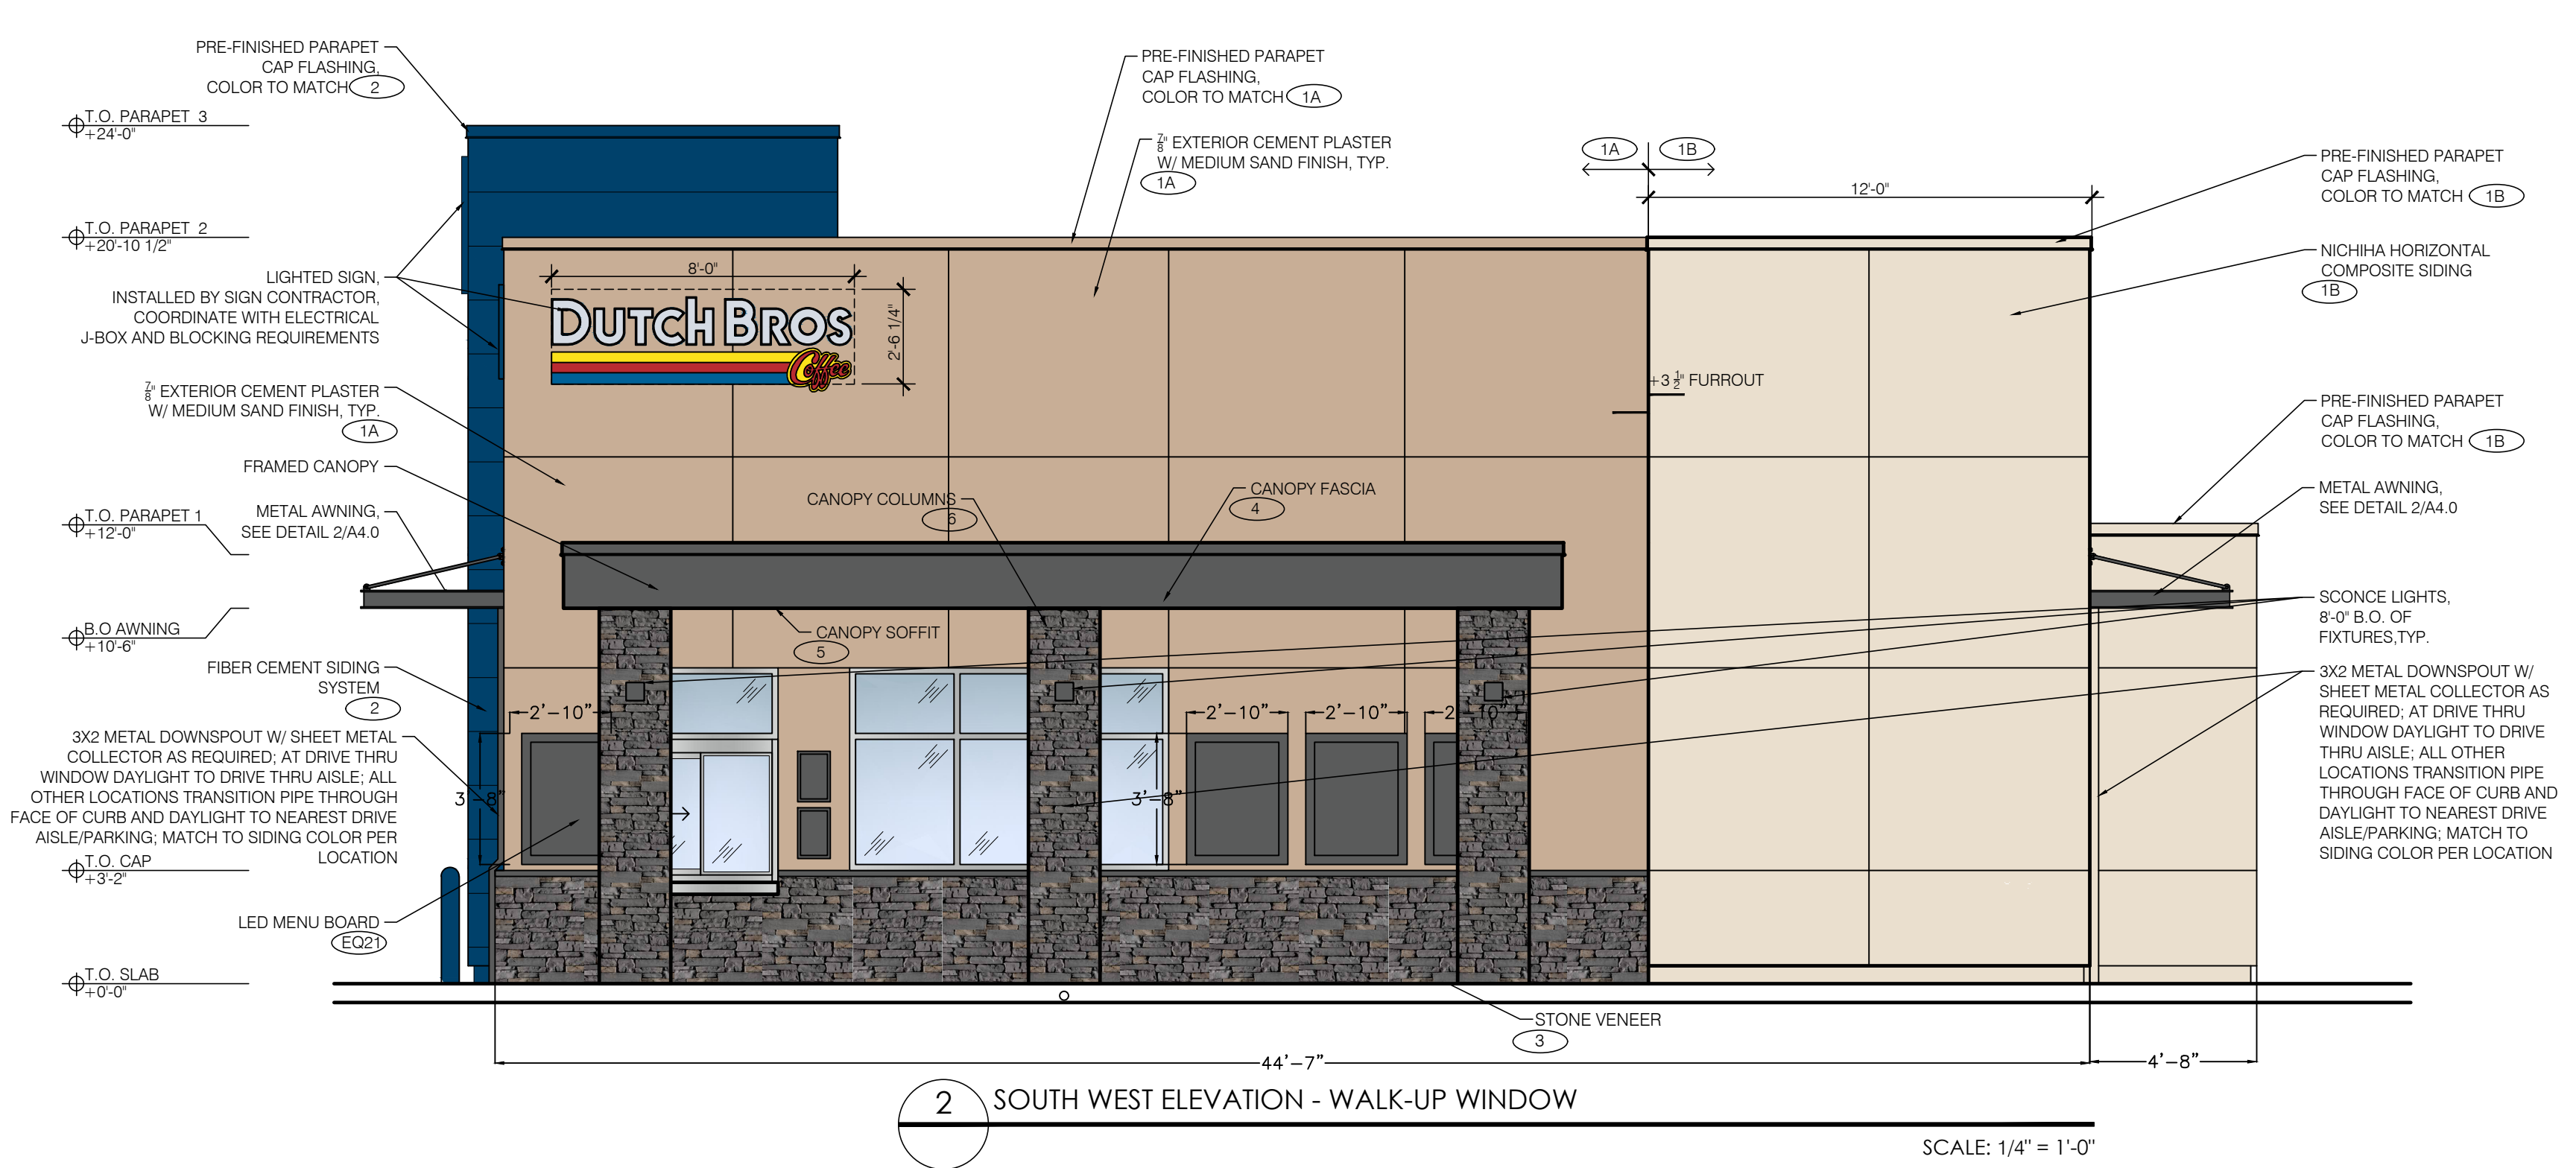 PRE-FINISHED PARAPET
CAP FLASHING,
COLOR TO MATCH 2
T.O. PARAPET 3
+24'-0"
T.O. PARAPET 2
+20'-10 1/2"
LIGHTED SIGN,
INSTALLED BY SIGN CONTRACTOR,
COORDINATE WITH ELECTRICAL
J-BOX AND BLOCKING REQUIREMENTS
7/8" EXTERIOR CEMENT PLASTER
W/ MEDIUM SAND FINISH, TYP.
1A
FRAMED CANOPY
METAL AWNING,
SEE DETAIL 2/A4.0
T.O. PARAPET 1
+12'-0"
B.O AWNING
+10'-6"
FIBER CEMENT SIDING
SYSTEM
2
3X2 METAL DOWNSPOUT W/ SHEET METAL
COLLECTOR AS REQUIRED; AT DRIVE THRU
WINDOW DAYLIGHT TO DRIVE THRU AISLE; ALL
OTHER LOCATIONS TRANSITION PIPE THROUGH
FACE OF CURB AND DAYLIGHT TO NEAREST DRIVE
AISLE/PARKING; MATCH TO SIDING COLOR PER
LOCATION
T.O. CAP
+3'-2"
LED MENU BOARD
EQ21
T.O. SLAB
+0'-0"
PRE-FINISHED PARAPET
CAP FLASHING,
COLOR TO MATCH 1A
7/8" EXTERIOR CEMENT PLASTER
W/ MEDIUM SAND FINISH, TYP.
1A
1A 1B
12'-0"
8'-0"
2'-6 1/4"
DUTCH BROS
Coffee
+3 1/2" FURROUT
CANOPY COLUMNS
6
CANOPY FASCIA
4
CANOPY SOFFIT
5
2'-10"
2'-10"
2'-10"
2'-10"
3'-8"
3'-8"
PRE-FINISHED PARAPET
CAP FLASHING,
COLOR TO MATCH 1B
NICHIHA HORIZONTAL
COMPOSITE SIDING
1B
PRE-FINISHED PARAPET
CAP FLASHING,
COLOR TO MATCH 1B
METAL AWNING,
SEE DETAIL 2/A4.0
SCONCE LIGHTS,
8'-0" B.O. OF
FIXTURES,TYP.
3X2 METAL DOWNSPOUT W/
SHEET METAL COLLECTOR AS
REQUIRED; AT DRIVE THRU
WINDOW DAYLIGHT TO DRIVE
THRU AISLE; ALL OTHER
LOCATIONS TRANSITION PIPE
THROUGH FACE OF CURB AND
DAYLIGHT TO NEAREST DRIVE
AISLE/PARKING; MATCH TO
SIDING COLOR PER LOCATION
STONE VENEER
3
44'-7"
4'-8"
2
SOUTH WEST ELEVATION - WALK-UP WINDOW
SCALE: 1/4" = 1'-0"